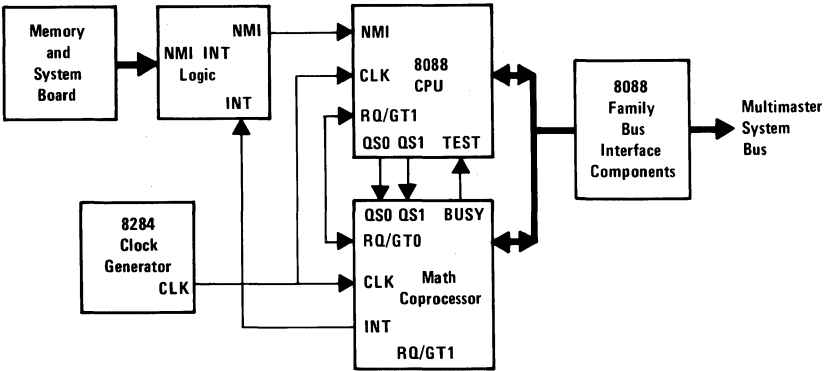 Memory
and
System
Board
NMI
NMI INT
Logic
INT
NMI
8088
CPU
CLK
RQ/GT1
QS0 QS1 TEST
8088
Family
Bus
Interface
Components
Multimaster
System
Bus
8284
Clock
Generator
CLK
QS0 QS1 BUSY
RQ/GT0
CLK
Math
Coprocessor
INT
RQ/GT1